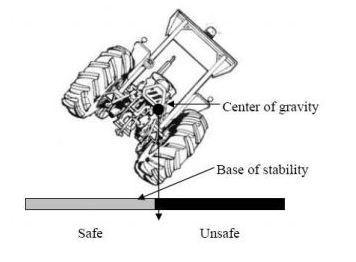 Center of gravity
Base of stability
Safe
Unsafe